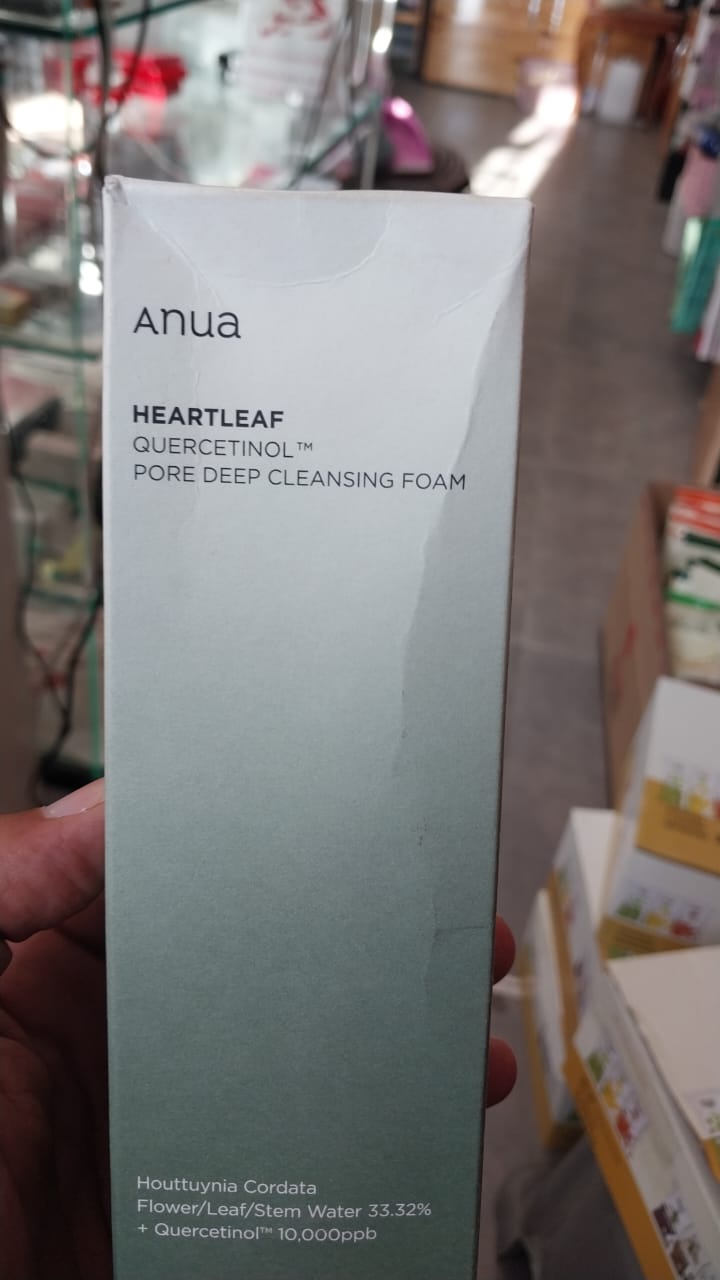 Anua
HEARTLEAF
QUERCETINOL™
PORE DEEP CLEANSING FOAM
Houttuynia Cordata
Flower/Leaf/Stem Water 33.32%
+ Quercetinol™ 10,000ppb